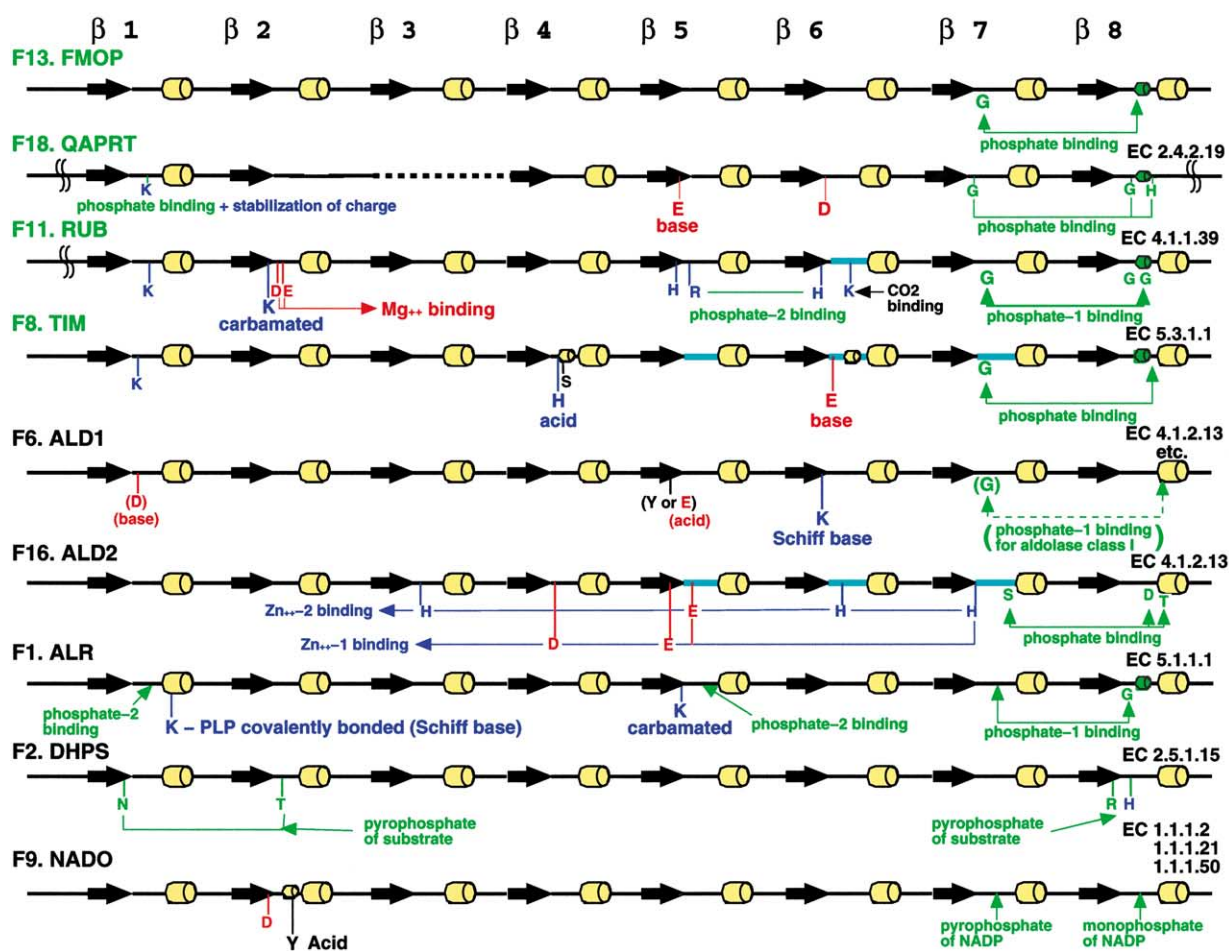 β 1 β 2 β 3 β 4 β 5 β 6 β 7 β 8
F13. FMOP
G
phosphate binding
F18. QAPRT
EC 2.4.2.19
K
E
D
G
G H
phosphate binding + stabilization of charge
base
phosphate binding
F11. RUB
EC 4.1.1.39
K
D E
K
H R
H
K
CO2
binding
G
G G
carbamated
Mg++ binding
phosphate-2 binding
phosphate-1 binding
F8. TIM
EC 5.3.1.1
K
S
H
acid
E
base
G
phosphate binding
F6. ALD1
EC 4.1.2.13
etc.
(D)
(base)
(Y or E)
(acid)
K
Schiff base
(G)
(phosphate-1 binding
for aldolase class I)
F16. ALD2
EC 4.1.2.13
Zn++-2 binding
H
E
H
H
S
D T
Zn++-1 binding
D
E
phosphate binding
F1. ALR
EC 5.1.1.1
phosphate-2
binding
K - PLP covalently bonded (Schiff base)
K
carbamated
phosphate-2 binding
G
phosphate-1 binding
F2. DHPS
EC 2.5.1.15
N
T
R H
pyrophosphate
of substrate
pyrophosphate
of substrate
F9. NADO
EC 1.1.1.2
1.1.1.21
1.1.1.50
D
Y Acid
pyrophosphate
of NADP
monophosphate
of NADP